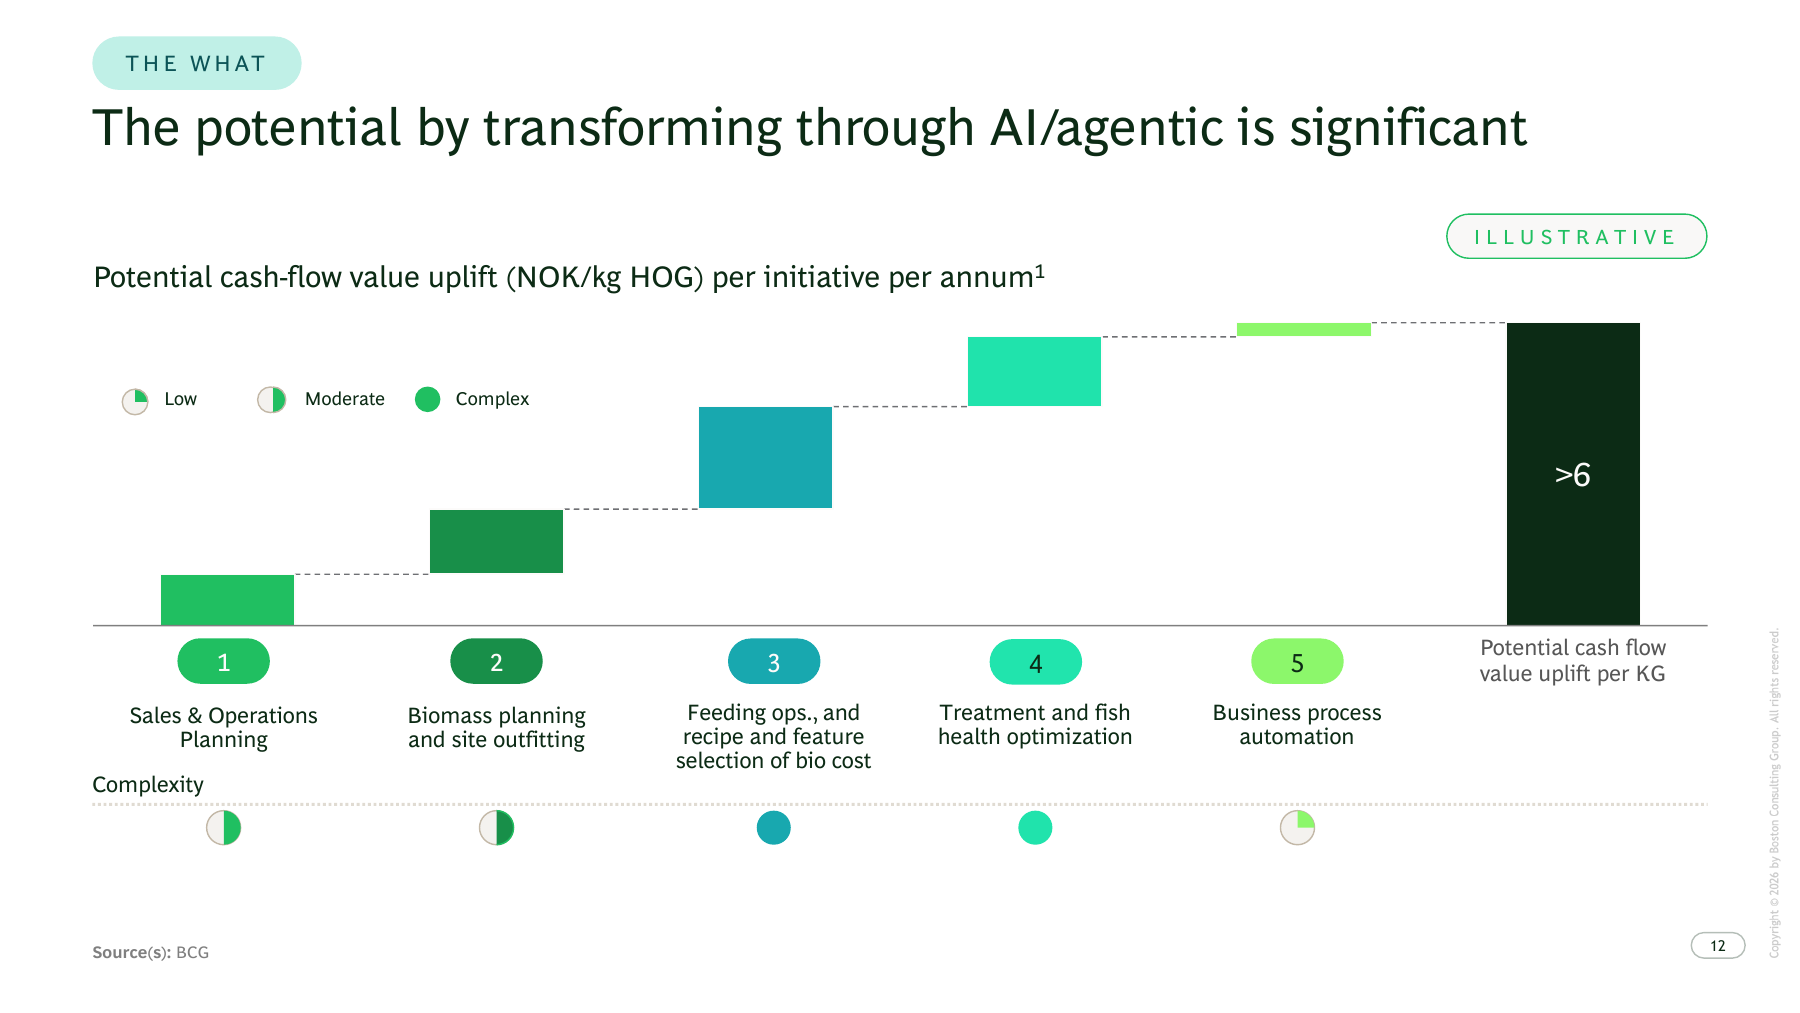 THE WHAT
The potential by transforming through AI/agentic is significant
ILLUSTRATIVE
Potential cash-flow value uplift (NOK/kg HOG) per initiative per annum¹
Low
Moderate
Complex
>6
1
2
3
4
5
Potential cash flow
value uplift per KG
Sales & Operations
Planning
Biomass planning
and site outfitting
Feeding ops., and
recipe and feature
selection of bio cost
Treatment and fish
health optimization
Business process
automation
Complexity
Source(s): BCG
12
Copyright © 2026 by Boston Consulting Group. All rights reserved.